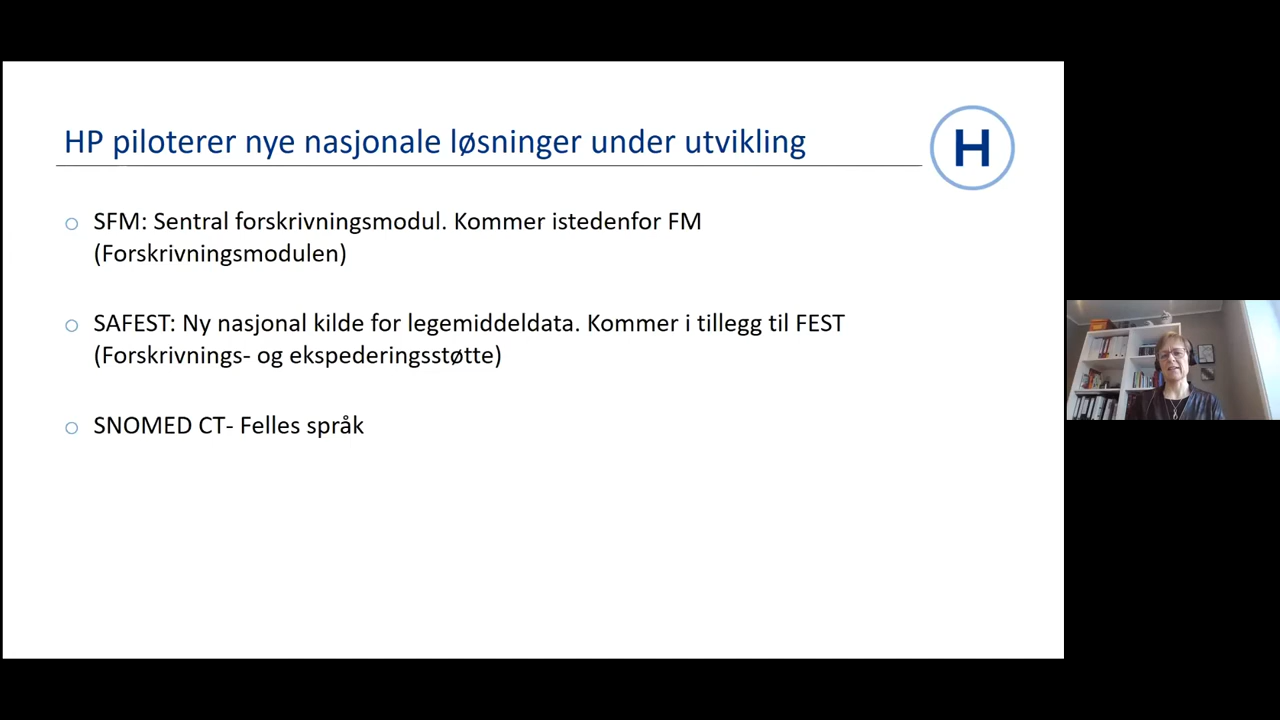 HP piloterer nye nasjonale løsninger under utvikling
H
SFM: Sentral forskrivningsmodul. Kommer istedenfor FM
(Forskrivningsmodulen)
SAFEST: Ny nasjonal kilde for legemiddeldata. Kommer i tillegg til FEST
(Forskrivnings- og ekspederingsstøtte)
SNOMED CT- Felles språk